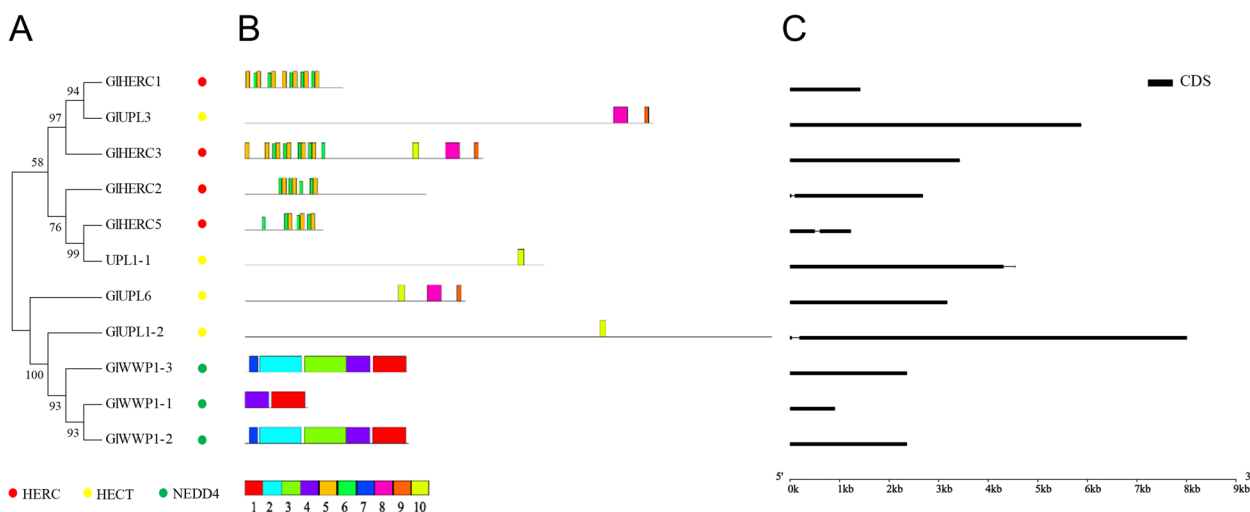 A B C
94 GlHERC1
CDS
GlUPL3
97
GlHERC3
58
GlHERC2
76 GlHERC5
99 UPL1-1
GlUPL6
GlUPL1-2
100 GlWWP1-3
93 GlWWP1-1
93 GlWWP1-2
HERC HECT NEDD4
1 2 3 4 5 6 7 8 9 10
5' 3
0k 1kb 2kb 3kb 4kb 5kb 6kb 7kb 8kb 9kb